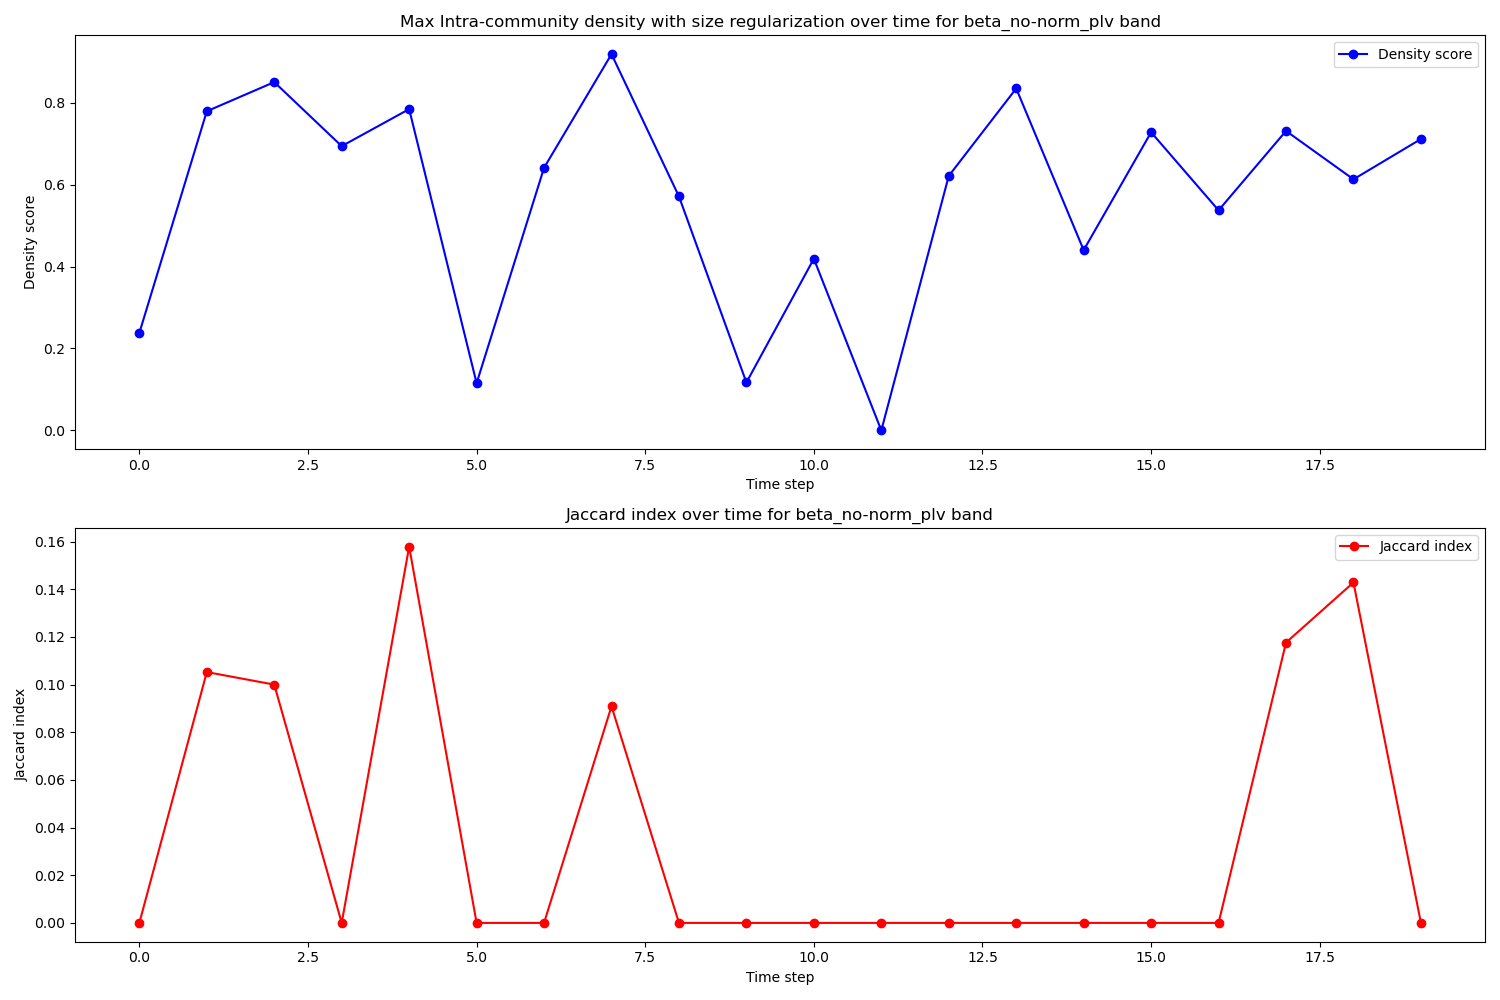 Max Intra-community density with size regularization over time for beta_no-norm_plv band
Density score
0.8
0.6
0.4
0.2
0.0
Density score
0.0 2.5 5.0 7.5 10.0 12.5 15.0 17.5
Time step
Jaccard index over time for beta_no-norm_plv band
Jaccard index
0.16
0.14
0.12
0.10
0.08
0.06
0.04
0.02
0.00
Jaccard index
0.0 2.5 5.0 7.5 10.0 12.5 15.0 17.5
Time step